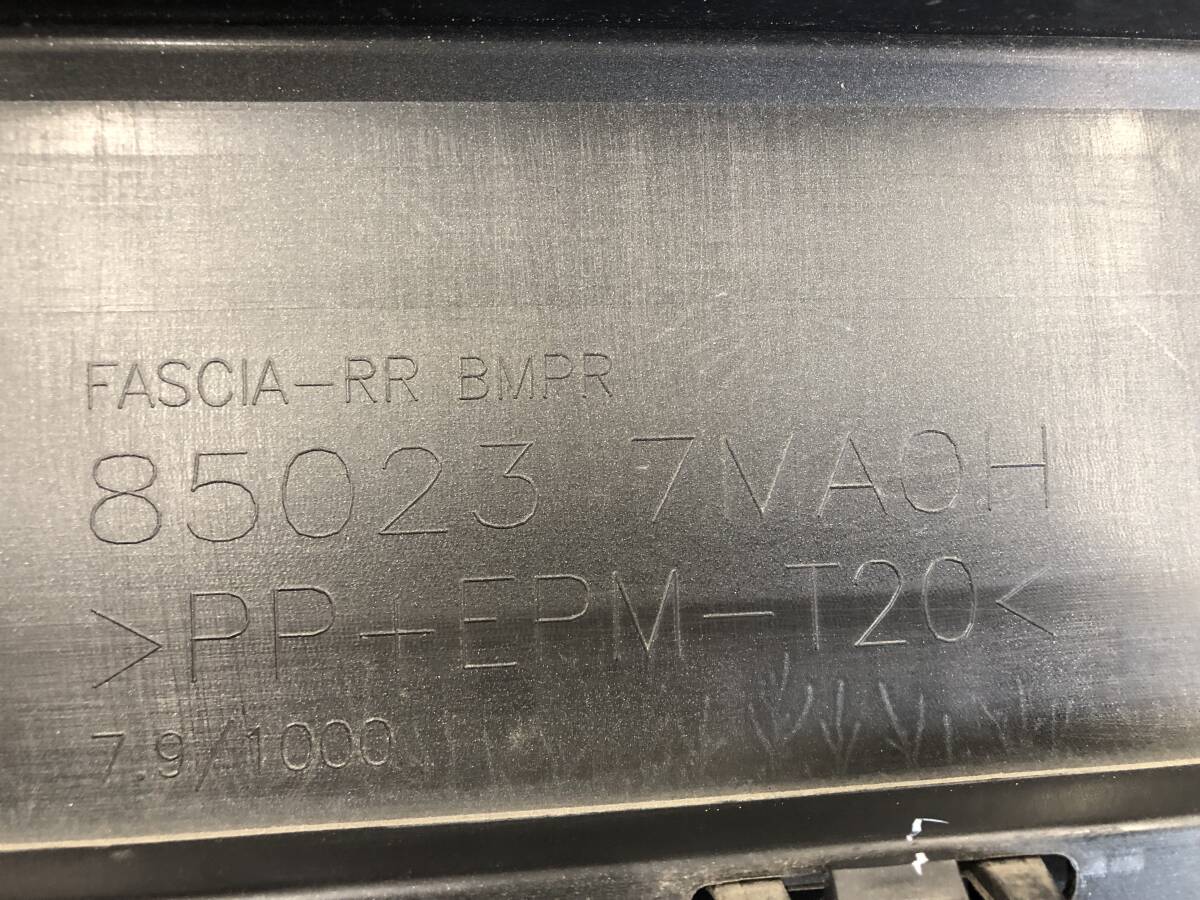 FASCIA-RR BMPR
85023 7VA0H
>PP+EPM-T20<
7.9/1000